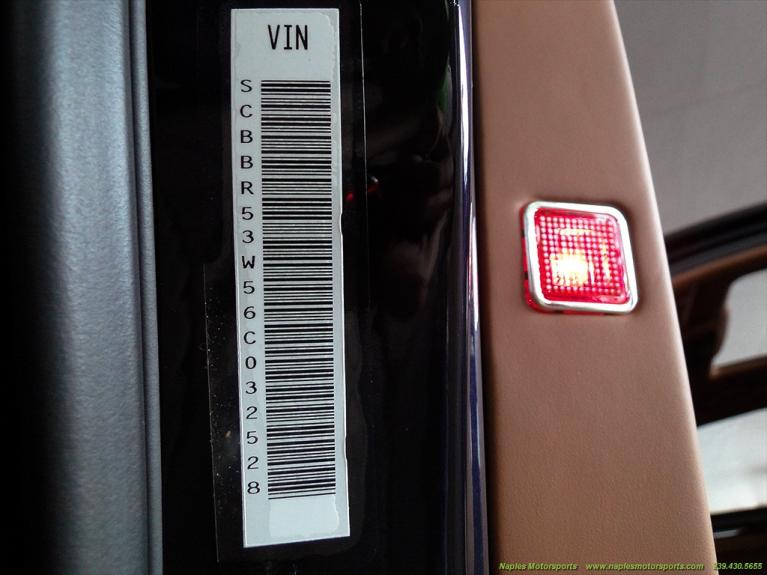 VIN
SCBBR53W56C032528
Naples Motorsports www.naplesmotorsports.com 239.430.5655